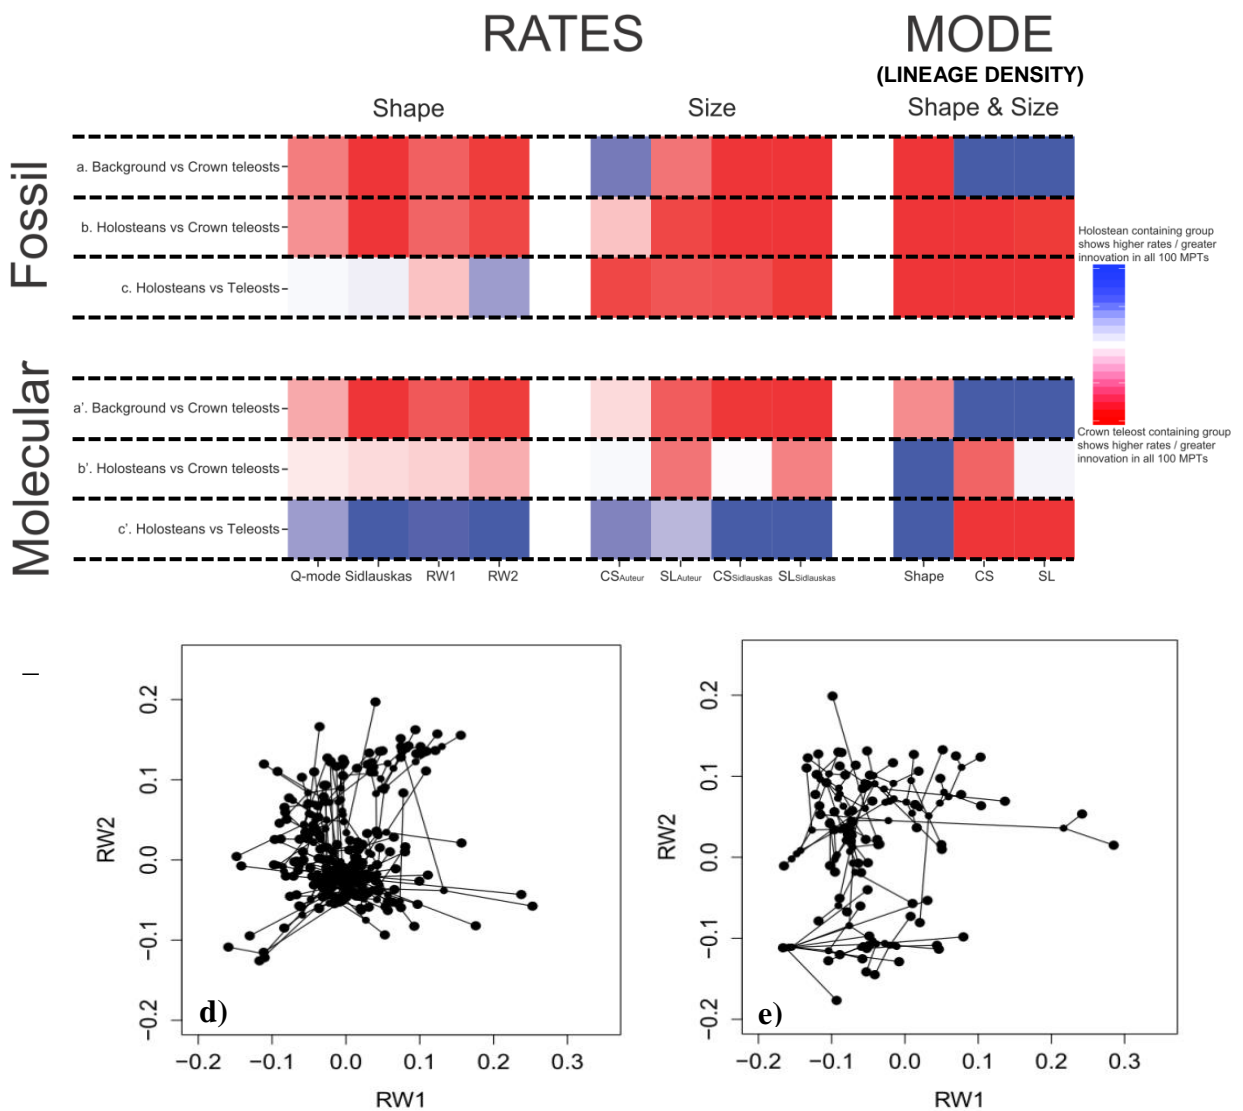 RATES
MODE
(LINEAGE DENSITY)
Shape
Size
Shape & Size
Fossil
a. Background vs Crown teleosts
b. Holosteans vs Crown teleosts
c. Holosteans vs Teleosts
Holostean containing group
shows higher rates / greater
innovation in all 100 MPTs
Crown teleost containing group
shows higher rates / greater
innovation in all 100 MPTs
Molecular
a'. Background vs Crown teleosts
b'. Holosteans vs Crown teleosts
c'. Holosteans vs Teleosts
Q-mode Sidlauskas RW1 RW2 CSAuteur SLAuteur CSSidlauskas SLSidlauskas Shape CS SL
RW2
0.2
0.1
0.0
−0.1
−0.2
d)
−0.2 −0.1 0.0 0.1 0.2 0.3
RW1
RW2
0.2
0.1
0.0
−0.1
−0.2
e)
−0.2 −0.1 0.0 0.1 0.2 0.3
RW1